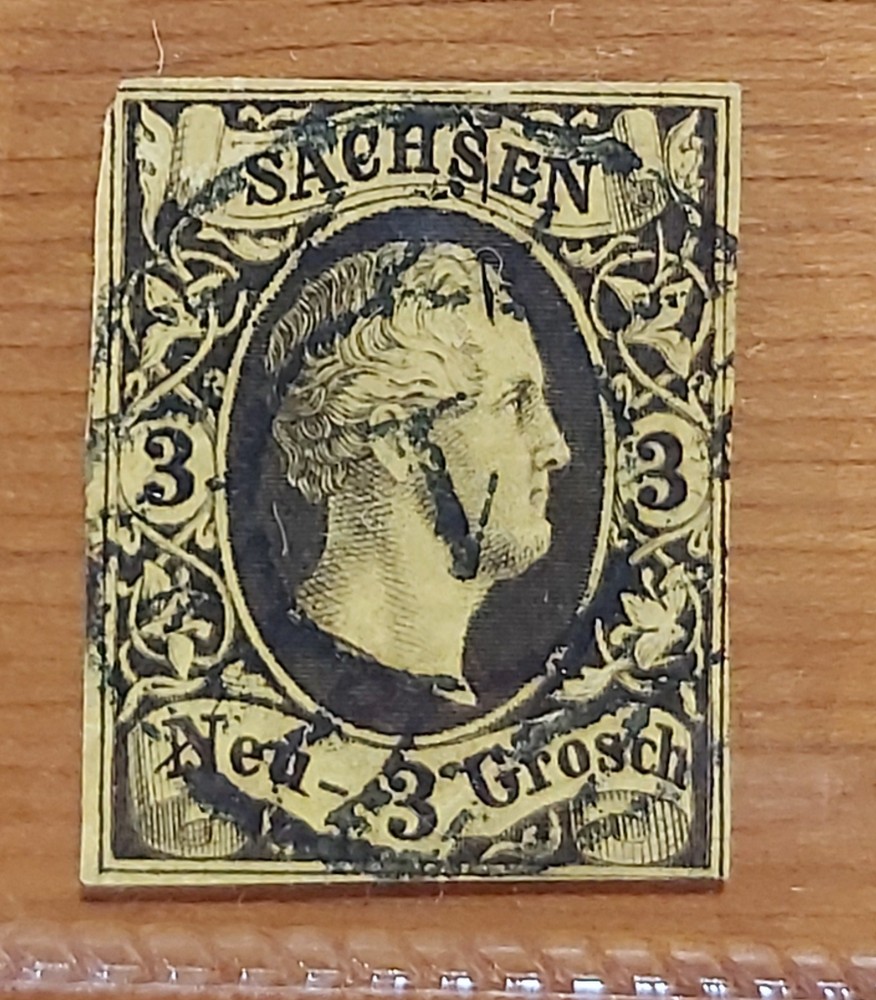 SACHSEN
3 3
Neu- 3 Grosch